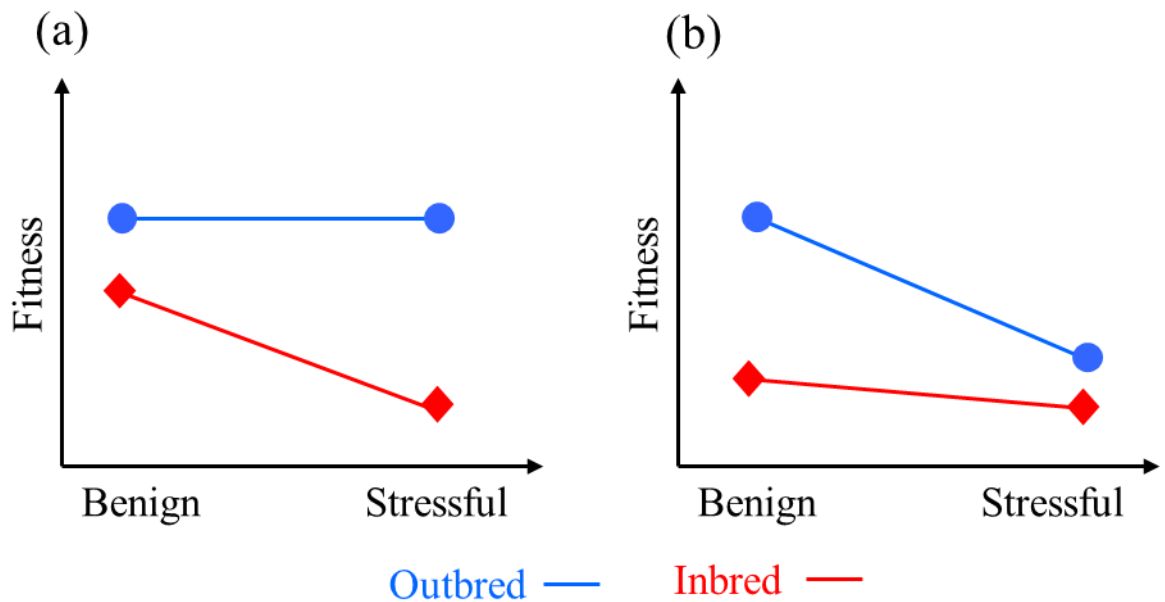 (a)
Fitness
Benign
Stressful
(b)
Fitness
Benign
Stressful
Outbred
Inbred